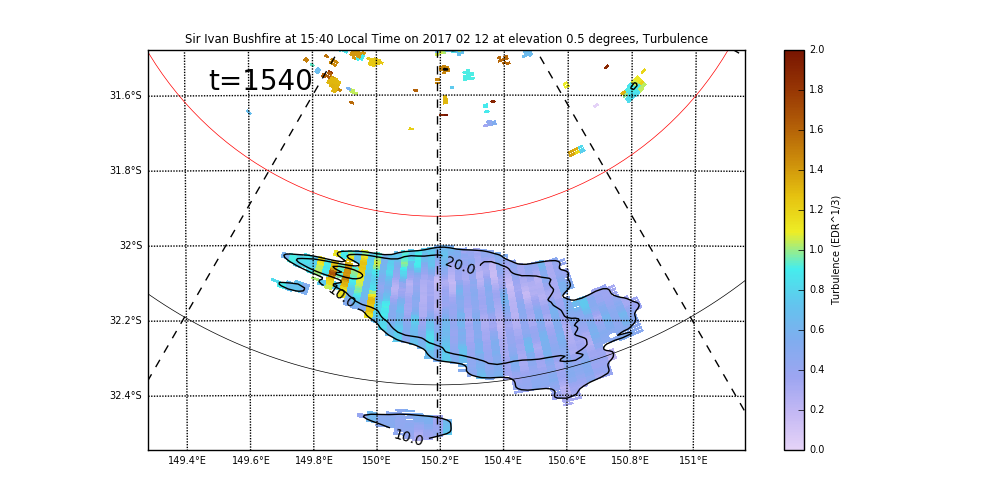 Sir Ivan Bushfire at 15:40 Local Time on 2017 02 12 at elevation 0.5 degrees, Turbulence
t=1540
31.6°S
31.8°S
32°S
32.2°S
32.4°S
149.4°E 149.6°E 149.8°E 150°E 150.2°E 150.4°E 150.6°E 150.8°E 151°E
20.0
10.0
10.0
2.0
1.8
1.6
1.4
1.2
1.0
0.8
0.6
0.4
0.2
0.0
Turbulence (EDR^1/3)